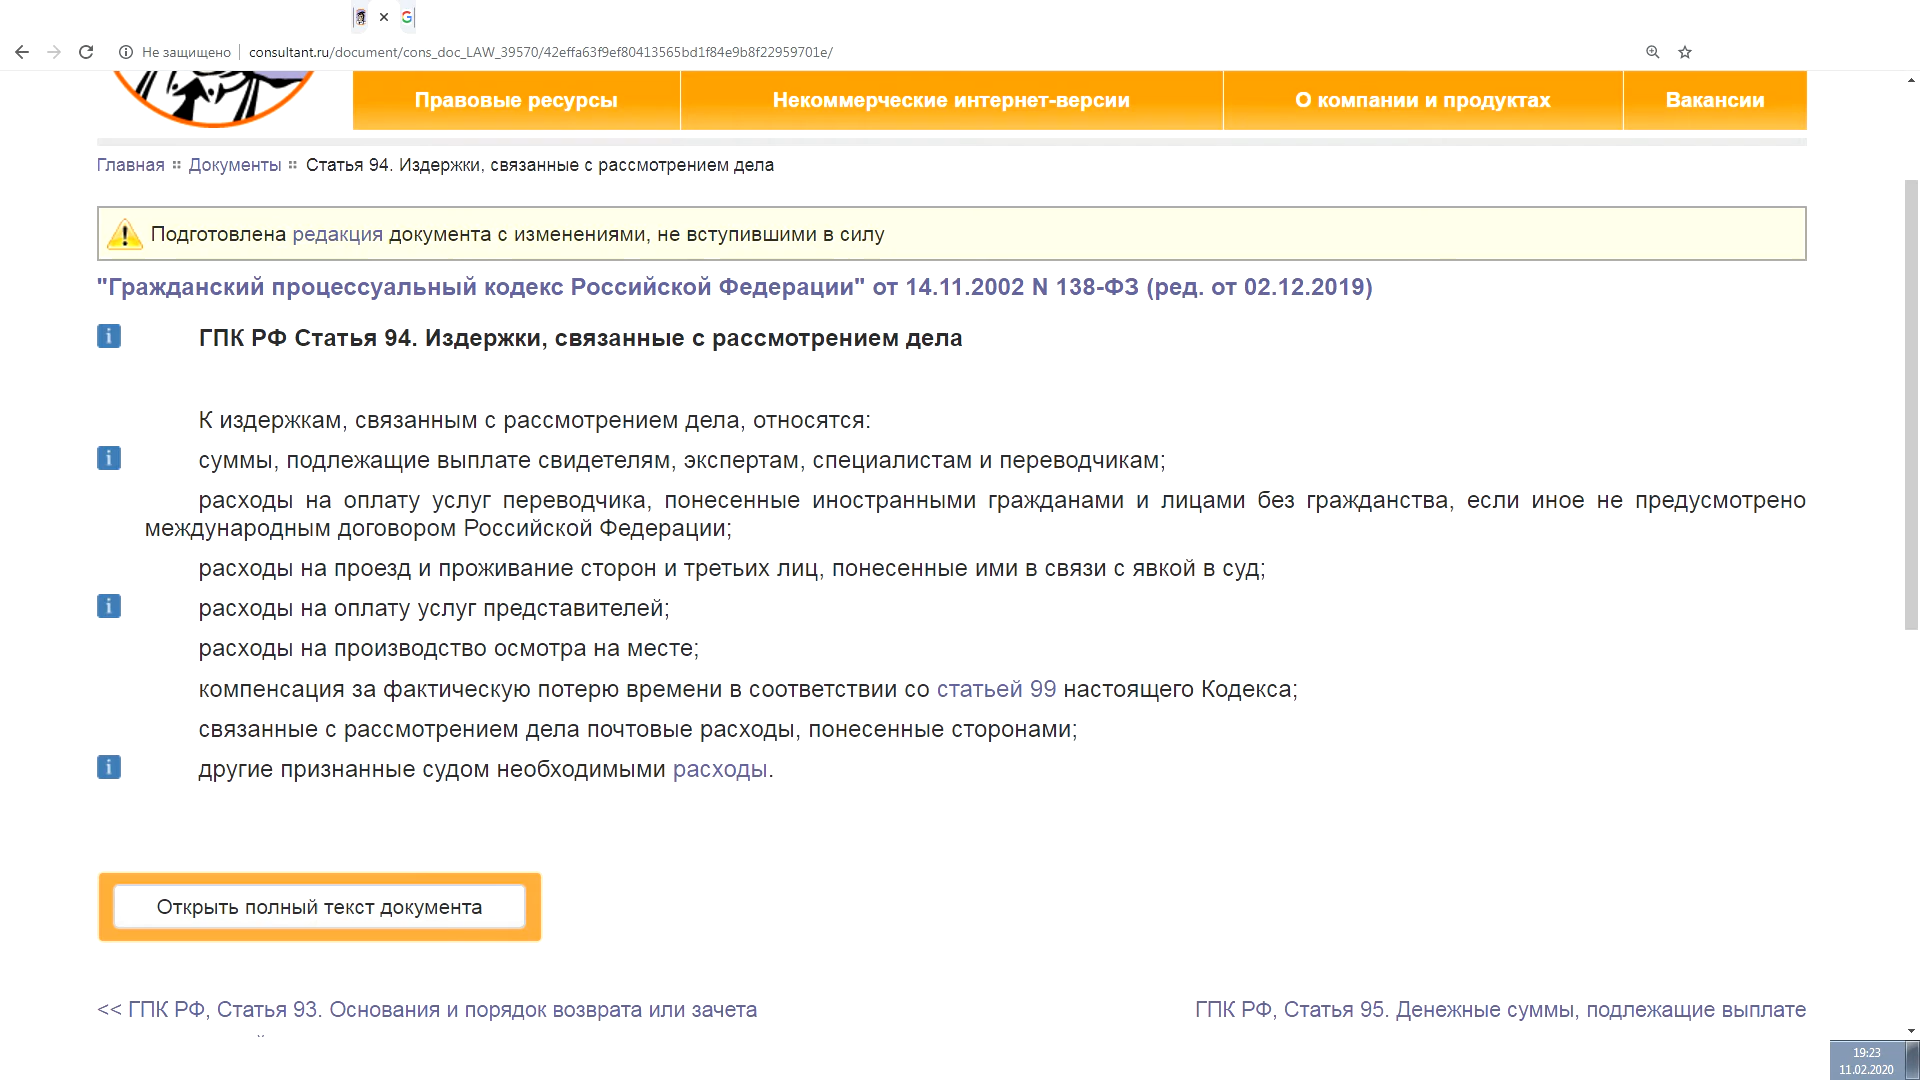 Не защищено
consultant.ru/document/cons_doc_LAW_39570/42effa63f9ef80413565bd1f84e9b8f22959701e/
Правовые ресурсы
Некоммерческие интернет-версии
О компании и продуктах
Вакансии
Главная
Документы
Статья 94. Издержки, связанные с рассмотрением дела
Подготовлена редакция документа с изменениями, не вступившими в силу
"Гражданский процессуальный кодекс Российской Федерации" от 14.11.2002 N 138-ФЗ (ред. от 02.12.2019)
ГПК РФ Статья 94. Издержки, связанные с рассмотрением дела
К издержкам, связанным с рассмотрением дела, относятся:
суммы, подлежащие выплате свидетелям, экспертам, специалистам и переводчикам;
расходы на оплату услуг переводчика, понесенные иностранными гражданами и лицами без гражданства, если иное не предусмотрено
международным договором Российской Федерации;
расходы на проезд и проживание сторон и третьих лиц, понесенные ими в связи с явкой в суд;
расходы на оплату услуг представителей;
расходы на производство осмотра на месте;
компенсация за фактическую потерю времени в соответствии со статьей 99 настоящего Кодекса;
связанные с рассмотрением дела почтовые расходы, понесенные сторонами;
другие признанные судом необходимыми расходы.
Открыть полный текст документа
<< ГПК РФ, Статья 93. Основания и порядок возврата или зачета
ГПК РФ, Статья 95. Денежные суммы, подлежащие выплате
19:23
11.02.2020